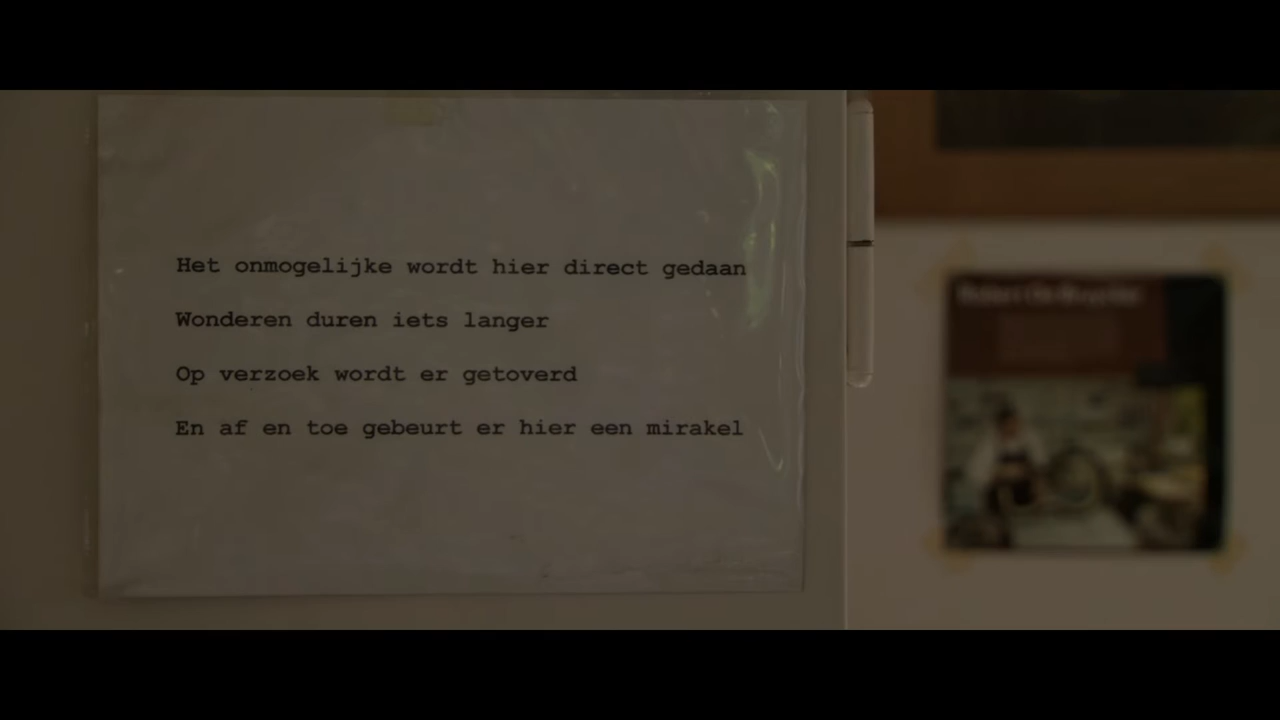 Het onmogelijke wordt hier direct gedaan
Wonderen duren iets langer
Op verzoek wordt er getoverd
En af en toe gebeurt er hier een mirakel